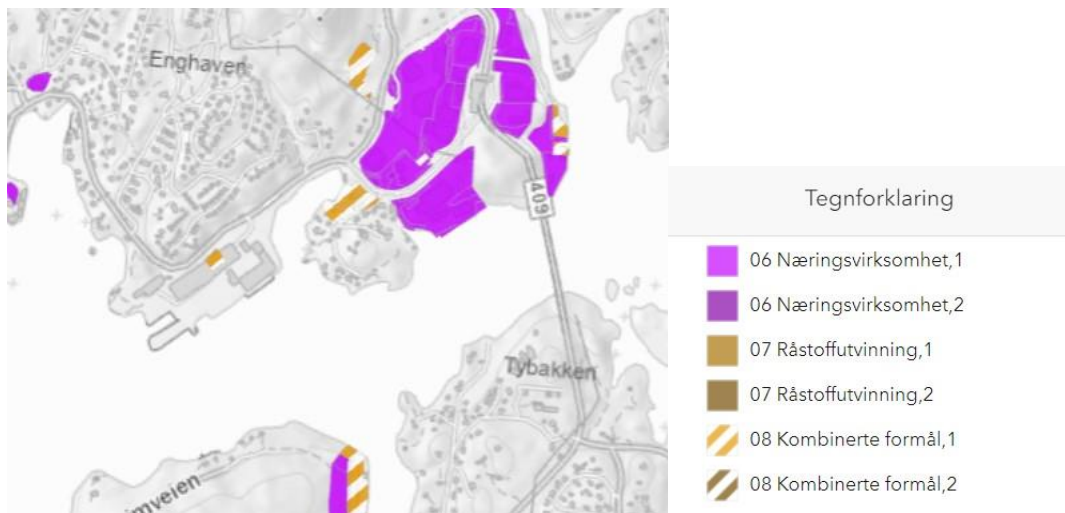 Enghaven
409
Tybakken
mveien
Tegnforklaring
06 Næringsvirksomhet,1
06 Næringsvirksomhet,2
07 Råstoffutvinning,1
07 Råstoffutvinning,2
08 Kombinerte formål,1
08 Kombinerte formål,2